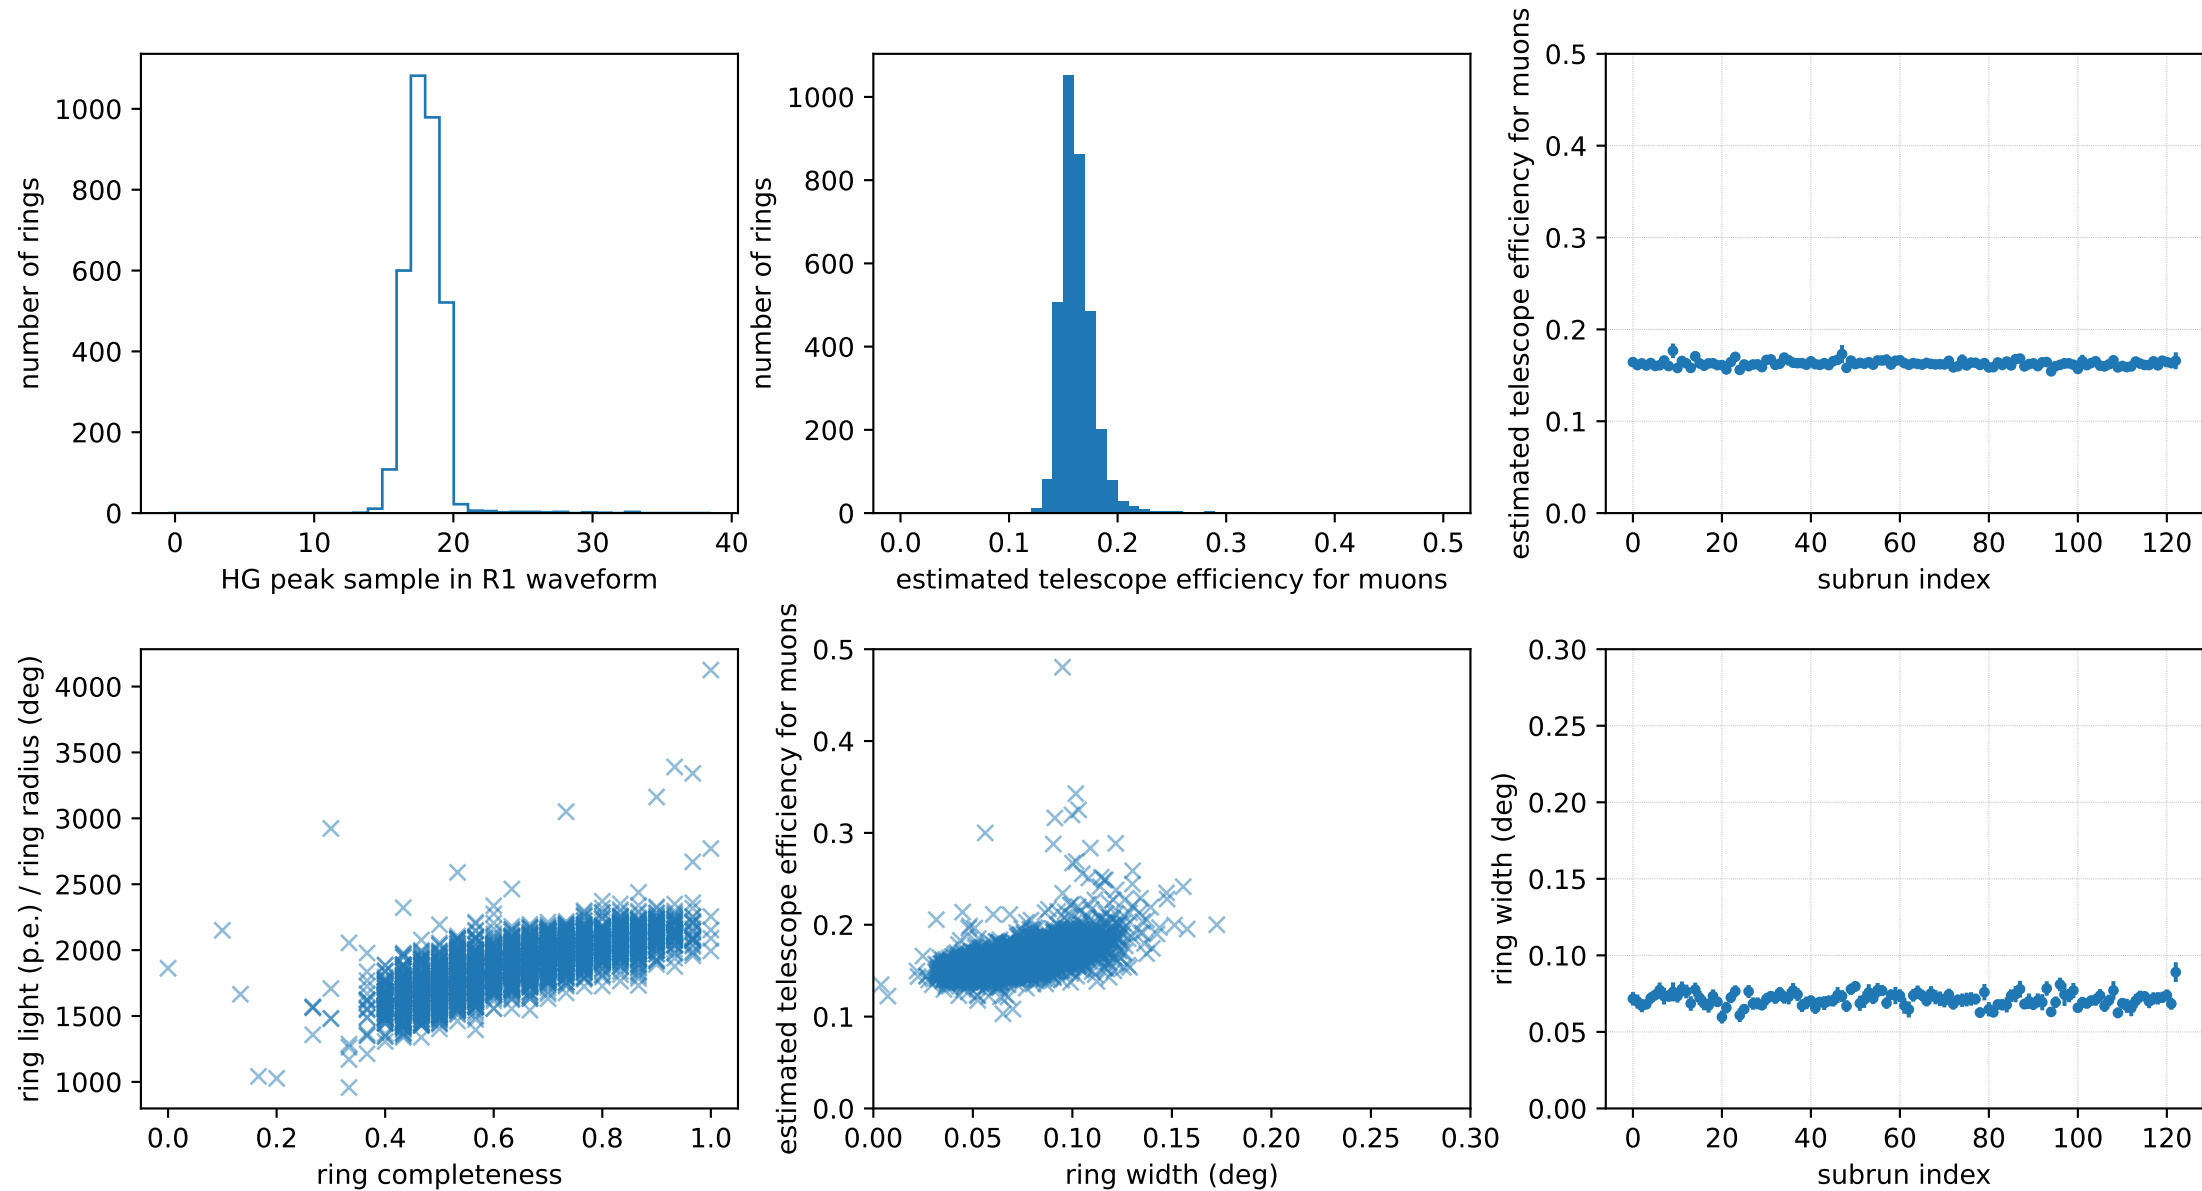 number of rings
1000
800
600
400
200
0
0 10 20 30 40
HG peak sample in R1 waveform
number of rings
1000
800
600
400
200
0
0.0 0.1 0.2 0.3 0.4 0.5
estimated telescope efficiency for muons
estimated telescope efficiency for muons
0.5
0.4
0.3
0.2
0.1
0.0
0 20 40 60 80 100 120
subrun index
ring light (p.e.) / ring radius (deg)
4000
3500
3000
2500
2000
1500
1000
0.0 0.2 0.4 0.6 0.8 1.0
ring completeness
estimated telescope efficiency for muons
0.5
0.4
0.3
0.2
0.1
0.0
0.00 0.05 0.10 0.15 0.20 0.25 0.30
ring width (deg)
ring width (deg)
0.30
0.25
0.20
0.15
0.10
0.05
0.00
0 20 40 60 80 100 120
subrun index